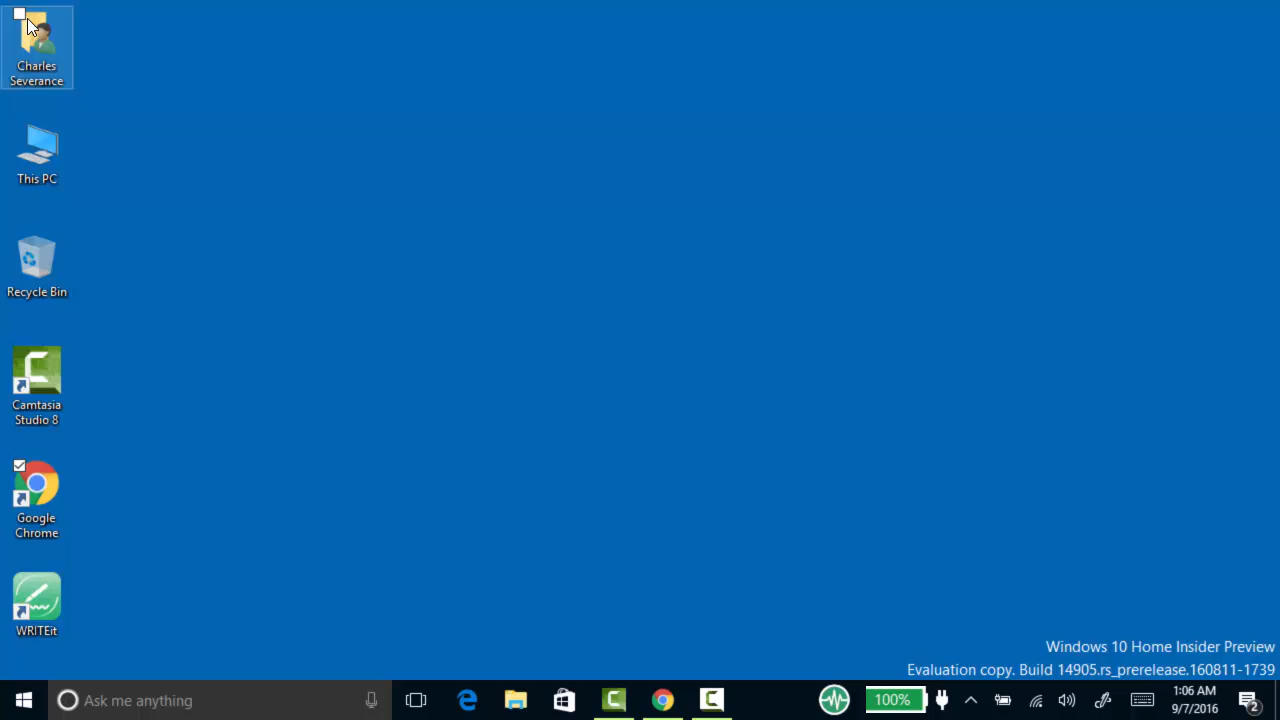 Charles
Severance
This PC
Recycle Bin
Camtasia
Studio 8
Google
Chrome
WRITEit
Windows 10 Home Insider Preview
Evaluation copy. Build 14905.rs_prerelease.160811-1739
Ask me anything
100%
1:06 AM
9/7/2016
2